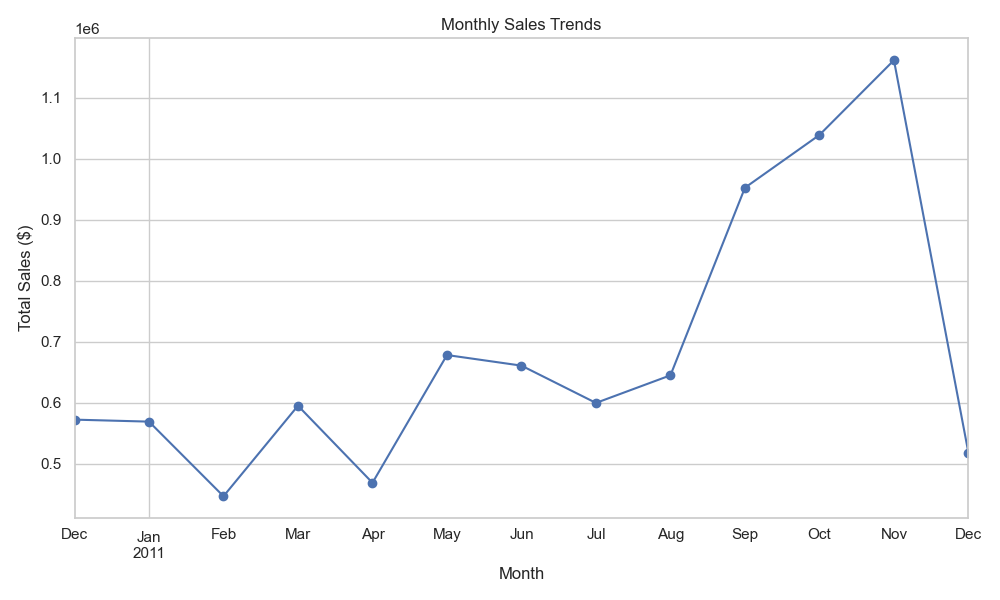 Monthly Sales Trends
1e6
1.1
1.0
0.9
0.8
0.7
0.6
0.5
Total Sales ($)
Dec Jan Feb Mar Apr May Jun Jul Aug Sep Oct Nov Dec
2011
Month